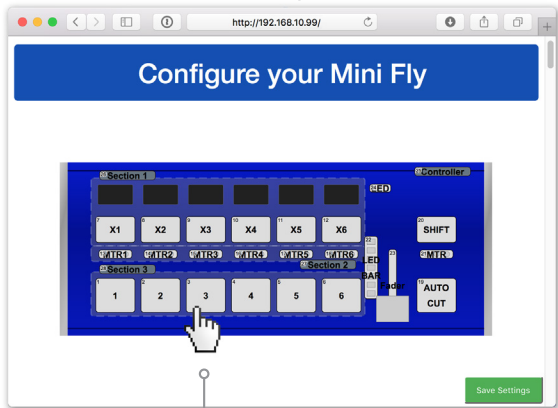 http://192.168.10.99/
Configure your Mini Fly
Section 1
Controller
LED
7 X1
8 X2
9 X3
10 X4
11 X5
12 X6
20 SHIFT
MTR1
MTR2
MTR3
MTR4
MTR5
MTR6
22
LED
BAR
23
Fader
MTR
Section 3
Section 2
1 1
2 2
3 3
4 4
5 5
6 6
19 AUTO
CUT
Save Settings